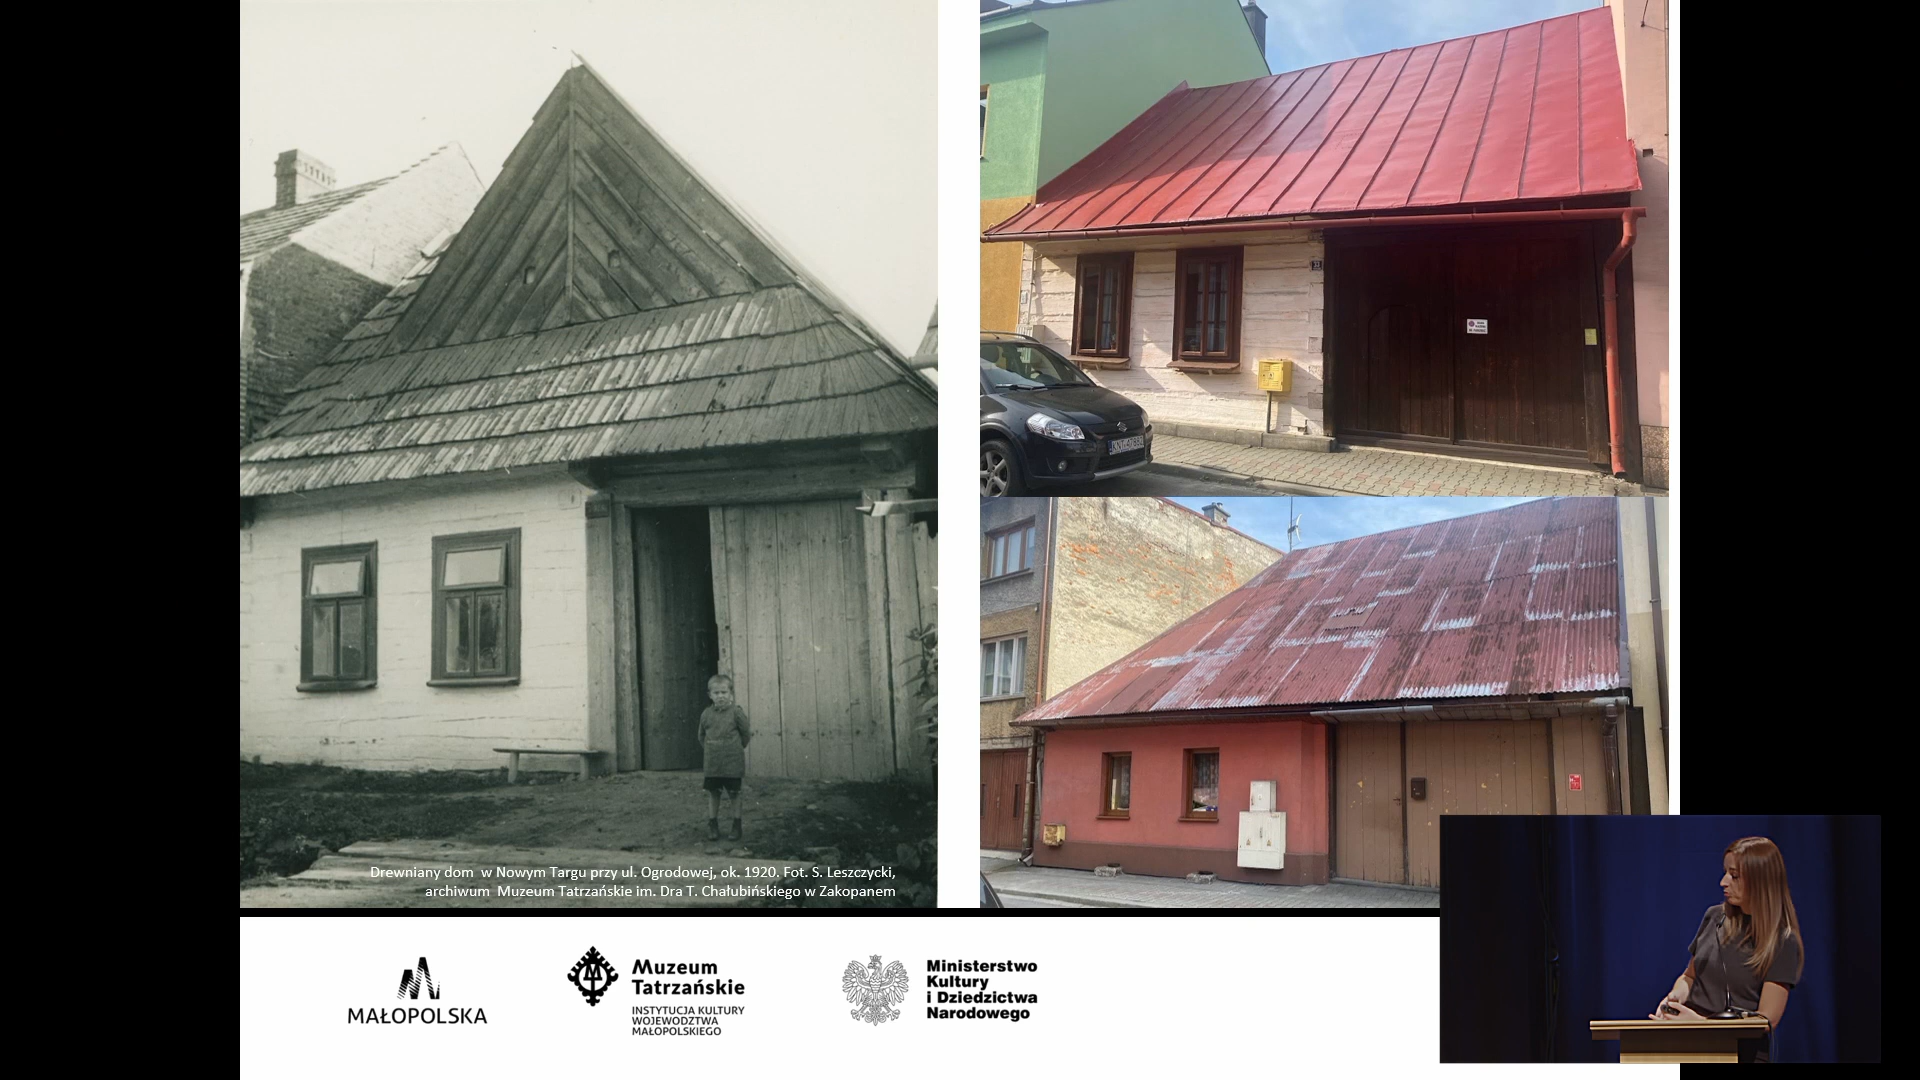 Drewniany dom w Nowym Targu przy ul. Ogrodowej, ok. 1920. Fot. S. Leszczycki,
archiwum Muzeum Tatrzańskie im. Dra T. Chałubińskiego w Zakopanem
MAŁOPOLSKA
Muzeum
Tatrzańskie
INSTYTUCJA KULTURY
WOJEWÓDZTWA
MAŁOPOLSKIEGO
Ministerstwo
Kultury
i Dziedzictwa
Narodowego